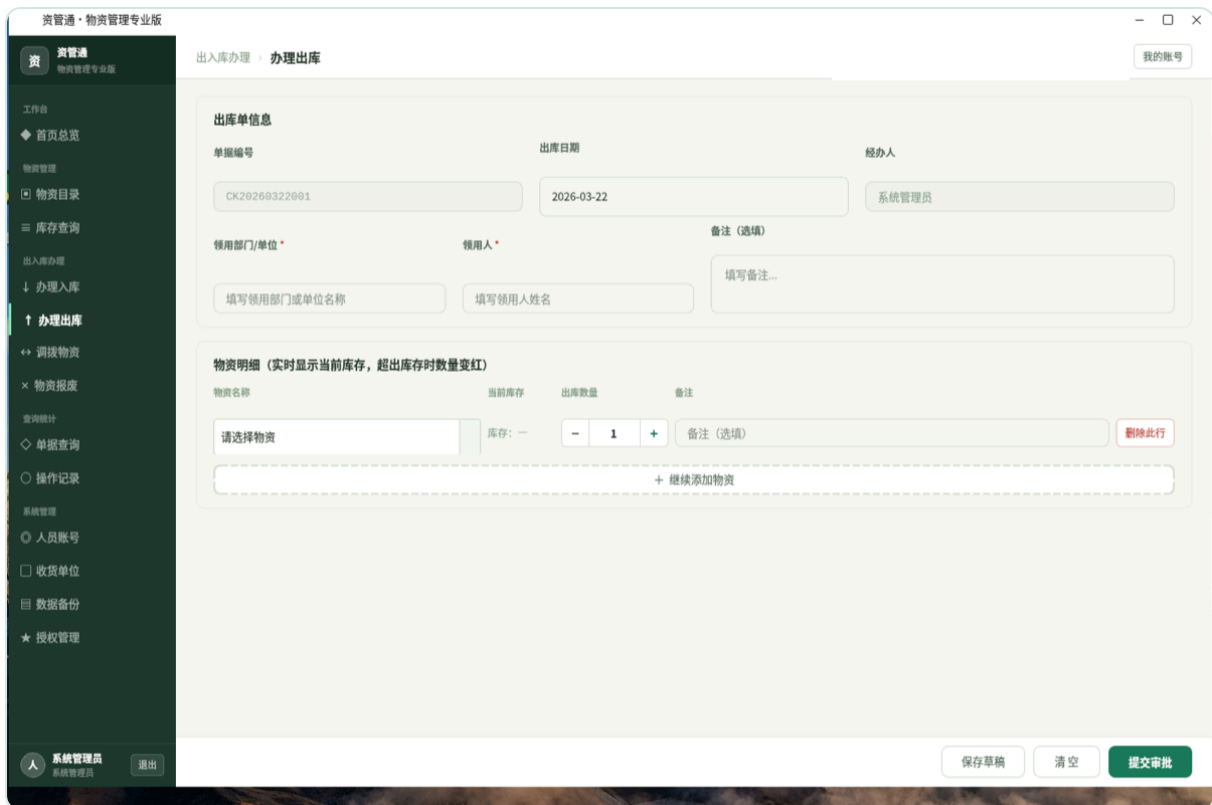 资管通·物资管理专业版
资
资管通
物资管理专业版
工作台
首页总览
物资管理
物资目录
库存查询
出入库办理
办理入库
办理出库
调拨物资
物资报废
查询统计
单据查询
操作记录
系统管理
人员账号
收货单位
数据备份
授权管理
人
系统管理员
系统管理员
退出
出入库办理 › 办理出库
我的账号
出库单信息
单据编号
CK20260322001
出库日期
2026-03-22
经办人
系统管理员
领用部门/单位*
填写领用部门或单位名称
领用人*
填写领用人姓名
备注（选填）
填写备注...
物资明细（实时显示当前库存，超出库存时数量变红）
物资名称 当前库存 出库数量 备注
请选择物资 库存：— − 1 + 备注（选填） 删除此行
+ 继续添加物资
保存草稿 清空 提交审批